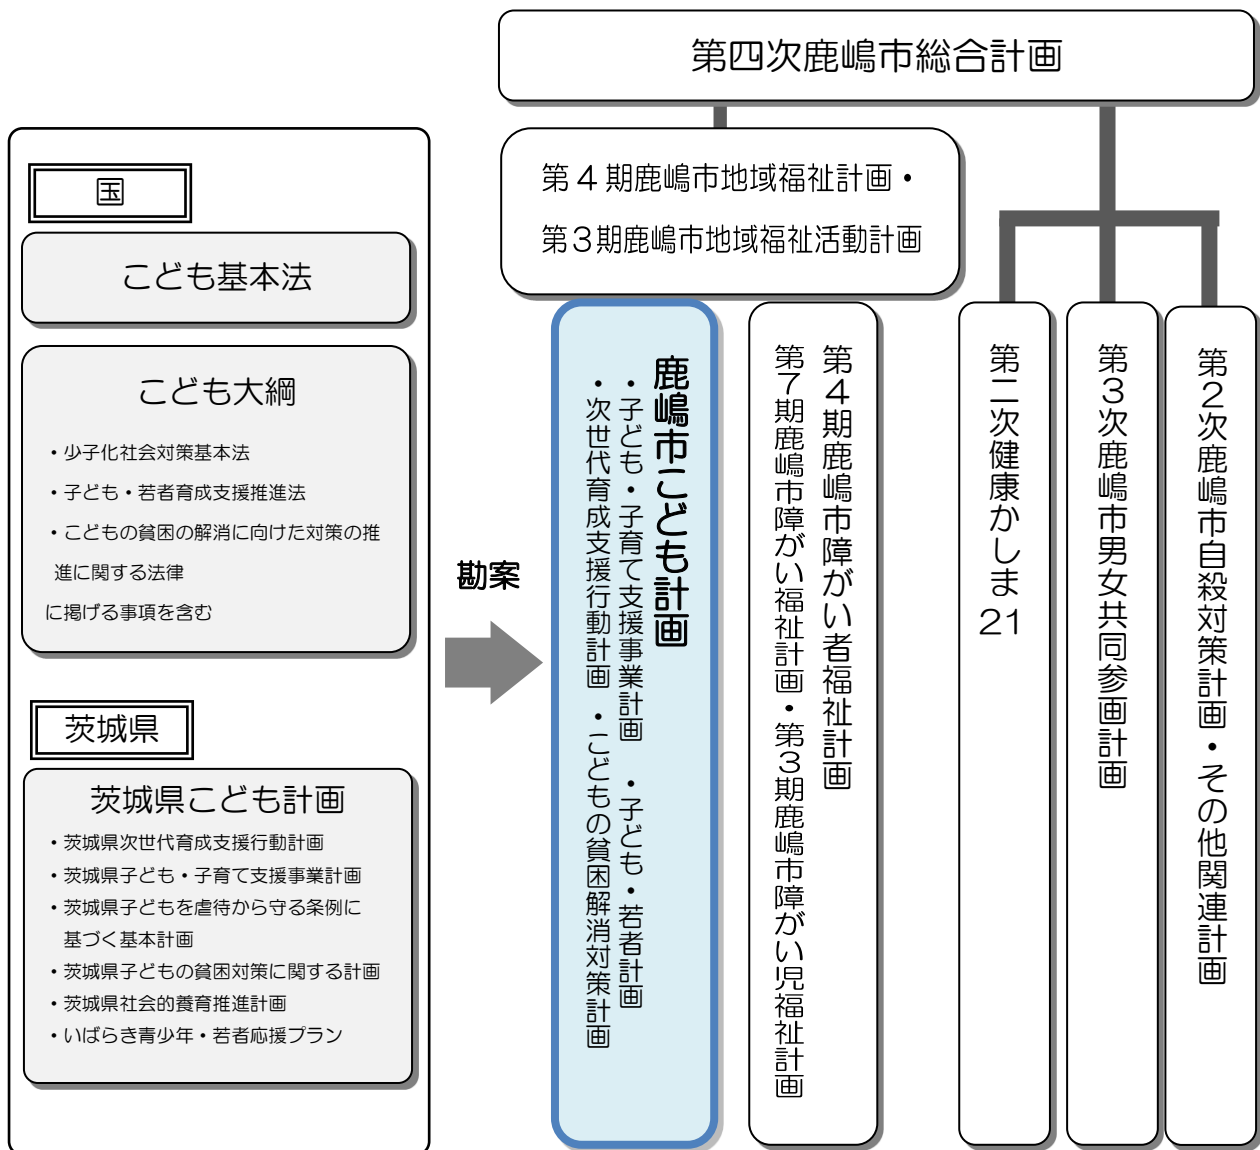 第四次鹿嶋市総合計画
国
こども基本法
こども大綱
・少子化社会対策基本法
・子ども・若者育成支援推進法
・こどもの貧困の解消に向けた対策の推
進に関する法律
に掲げる事項を含む
茨城県
茨城県こども計画
・茨城県次世代育成支援行動計画
・茨城県子ども・子育て支援事業計画
・茨城県子どもを虐待から守る条例に
基づく基本計画
・茨城県子どもの貧困対策に関する計画
・茨城県社会的養育推進計画
・いばらき青少年・若者応援プラン
勘案
第4期鹿嶋市地域福祉計画・
第3期鹿嶋市地域福祉活動計画
鹿嶋市こども計画
・子ども・子育て支援事業計画 ・子ども・若者計画
・次世代育成支援行動計画 ・こどもの貧困解消対策計画
第4期鹿嶋市障がい者福祉計画
第7期鹿嶋市障がい福祉計画・第3期鹿嶋市障がい児福祉計画
第二次健康かしま21
第3次鹿嶋市男女共同参画計画
第2次鹿嶋市自殺対策計画・その他関連計画